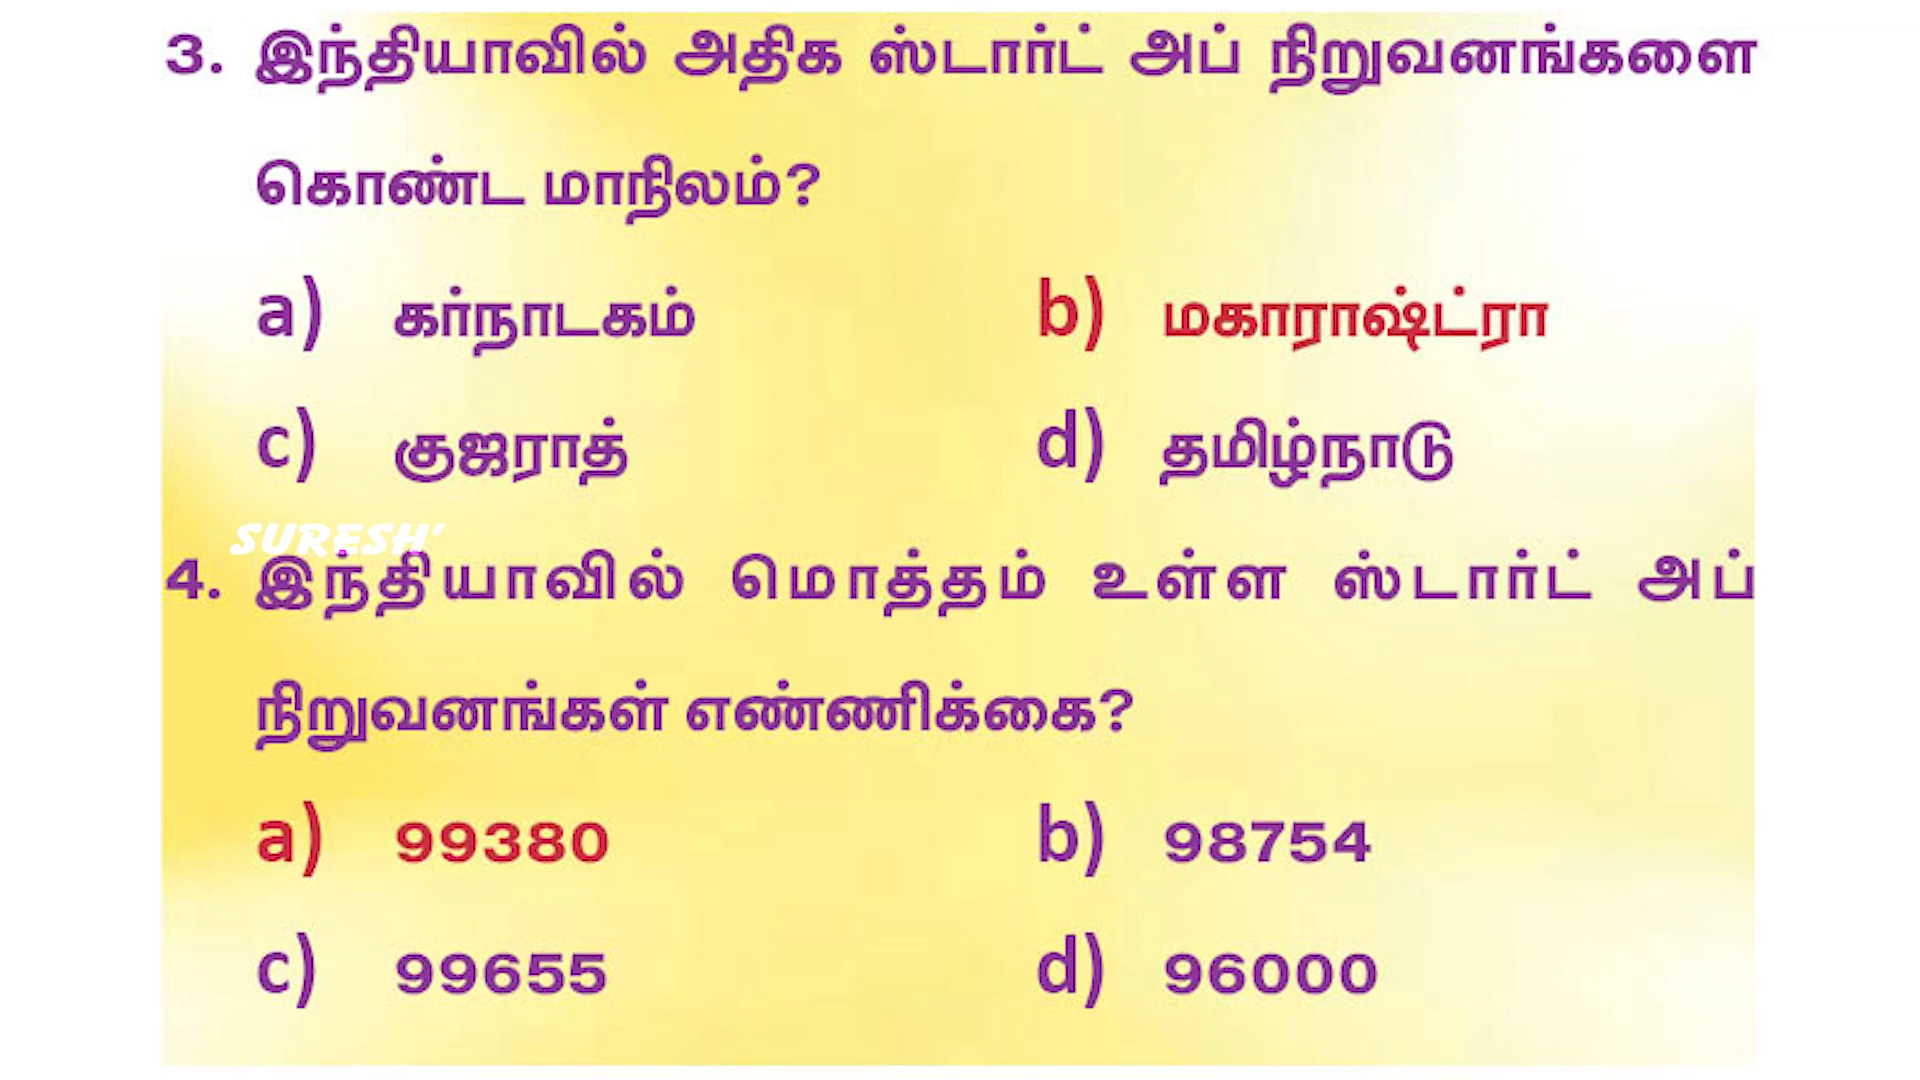 3. இந்தியாவில் அதிக ஸ்டார்ட் அப் நிறுவனங்களை
கொண்ட மாநிலம்?
a) கர்நாடகம் b) மகாராஷ்ட்ரா
c) குஜராத் d) தமிழ்நாடு
SURESH'
4. இந்தியாவில் மொத்தம் உள்ள ஸ்டார்ட் அப்
நிறுவனங்கள் எண்ணிக்கை?
a) 99380 b) 98754
c) 99655 d) 96000